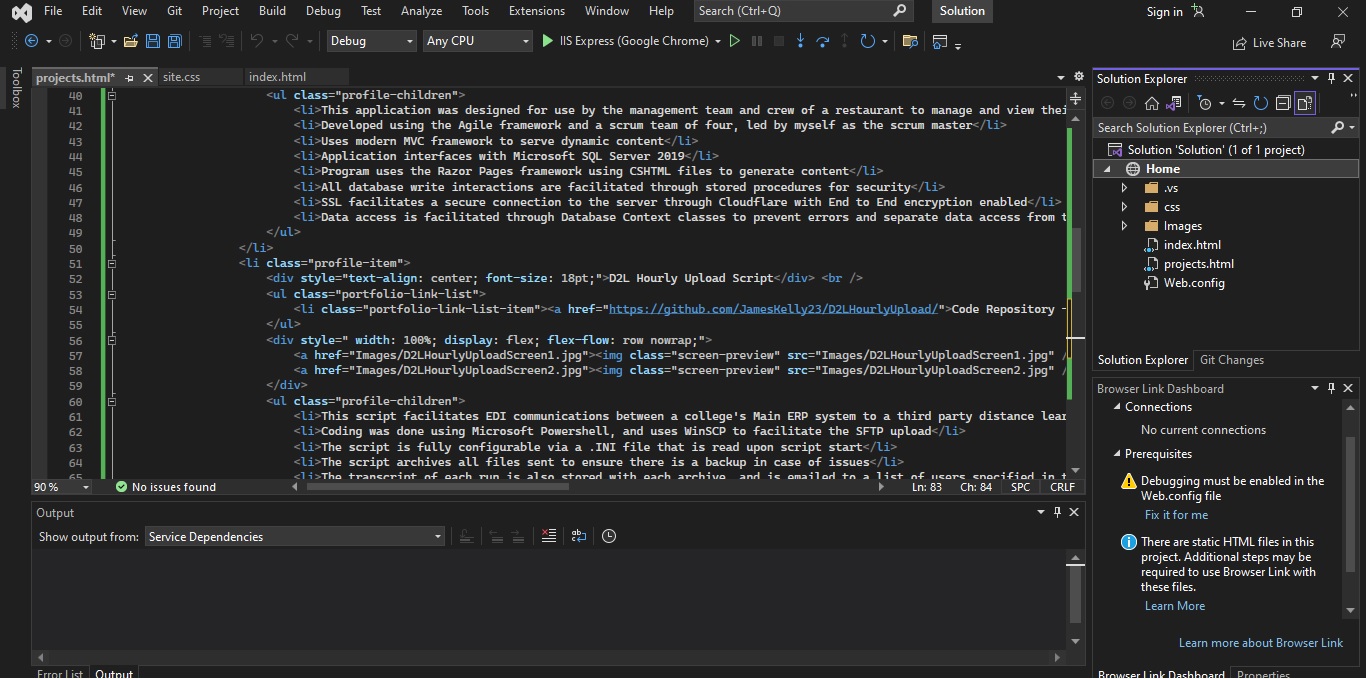 File Edit View Git Project Build Debug Test Analyze Tools Extensions Window Help Search (Ctrl+Q) Solution Sign in
Debug Any CPU IIS Express (Google Chrome) Live Share
Toolbox
projects.html* site.css index.html
40 <ul class="profile-children">
41 <li>This application was designed for use by the management team and crew of a restaurant to manage and view thei
42 <li>Developed using the Agile framework and a scrum team of four, led by myself as the scrum master</li>
43 <li>Uses modern MVC framework to serve dynamic content</li>
44 <li>Application interfaces with Microsoft SQL Server 2019</li>
45 <li>Program uses the Razor Pages framework using CSHTML files to generate content</li>
46 <li>All database write interactions are facilitated through stored procedures for security</li>
47 <li>SSL facilitates a secure connection to the server through Cloudflare with End to End encryption enabled</li>
48 <li>Data access is facilitated through Database Context classes to prevent errors and separate data access from t
49 </ul>
50 </li>
51 <li class="profile-item">
52 <div style="text-align: center; font-size: 18pt;">D2L Hourly Upload Script</div> <br />
53 <ul class="portfolio-link-list">
54 <li class="portfolio-link-list-item"><a href="https://github.com/JamesKelly23/D2LHourlyUpload/">Code Repository -
55 </ul>
56 <div style=" width: 100%; display: flex; flex-flow: row nowrap;">
57 <a href="Images/D2LHourlyUploadScreen1.jpg"><img class="screen-preview" src="Images/D2LHourlyUploadScreen1.jpg" /
58 <a href="Images/D2LHourlyUploadScreen2.jpg"><img class="screen-preview" src="Images/D2LHourlyUploadScreen2.jpg" /
59 </div>
60 <ul class="profile-children">
61 <li>This script facilitates EDI communications between a college's Main ERP system to a third party distance lear
62 <li>Coding was done using Microsoft Powershell, and uses WinSCP to facilitate the SFTP upload</li>
63 <li>The script is fully configurable via a .INI file that is read upon script start</li>
64 <li>The script archives all files sent to ensure there is a backup in case of issues</li>
65 <li>The transcript of each run is also stored with each archive, and is emailed to a list of users specified in t
90 % No issues found Ln: 83 Ch: 84 SPC CRLF
Output
Show output from: Service Dependencies
Error List Output
Solution Explorer
Search Solution Explorer (Ctrl+;)
Solution 'Solution' (1 of 1 project)
Home
.vs
css
Images
index.html
projects.html
Web.config
Solution Explorer Git Changes
Browser Link Dashboard
Connections
No current connections
Prerequisites
Debugging must be enabled in the
Web.config file
Fix it for me
There are static HTML files in this
project. Additional steps may be
required to use Browser Link with
these files.
Learn More
Learn more about Browser Link
Browser Link Dashboard Properties